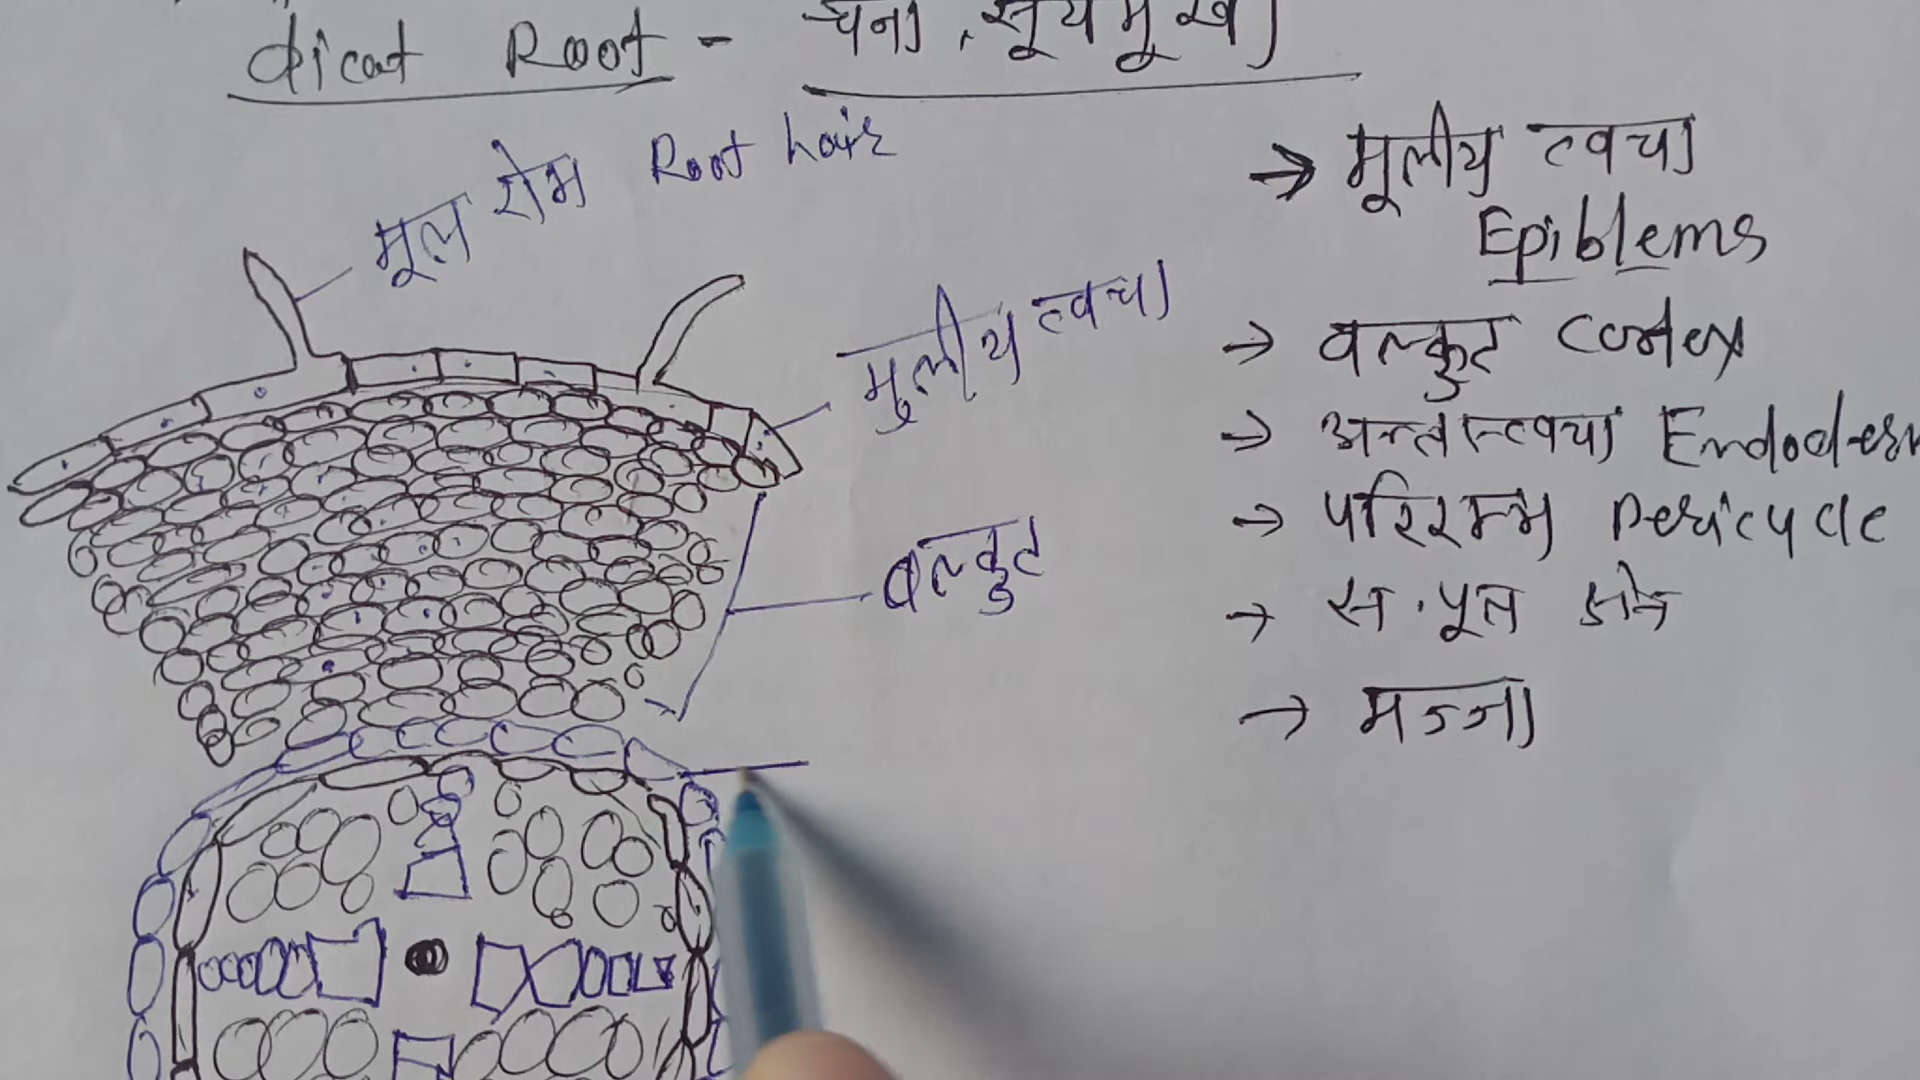 dicot Root - चना, सूर्यमुखी
मूल रोम Root hair
मुलीय त्वचा
वल्कुट
→ मूलीय त्वचा
Epiblems
→ वल्कुट cortex
→ अन्तस्त्वचा Endoderm
→ परिरम्भ Pericycle
→ स. पूल
→ मज्जा